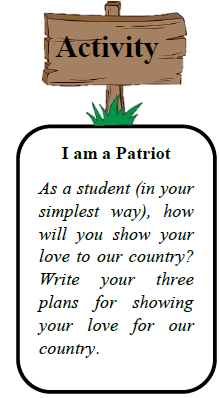 Activity
I am a Patriot
As a student (in your
simplest way), how
will you show your
love to our country?
Write your three
plans for showing
your love for our
country.